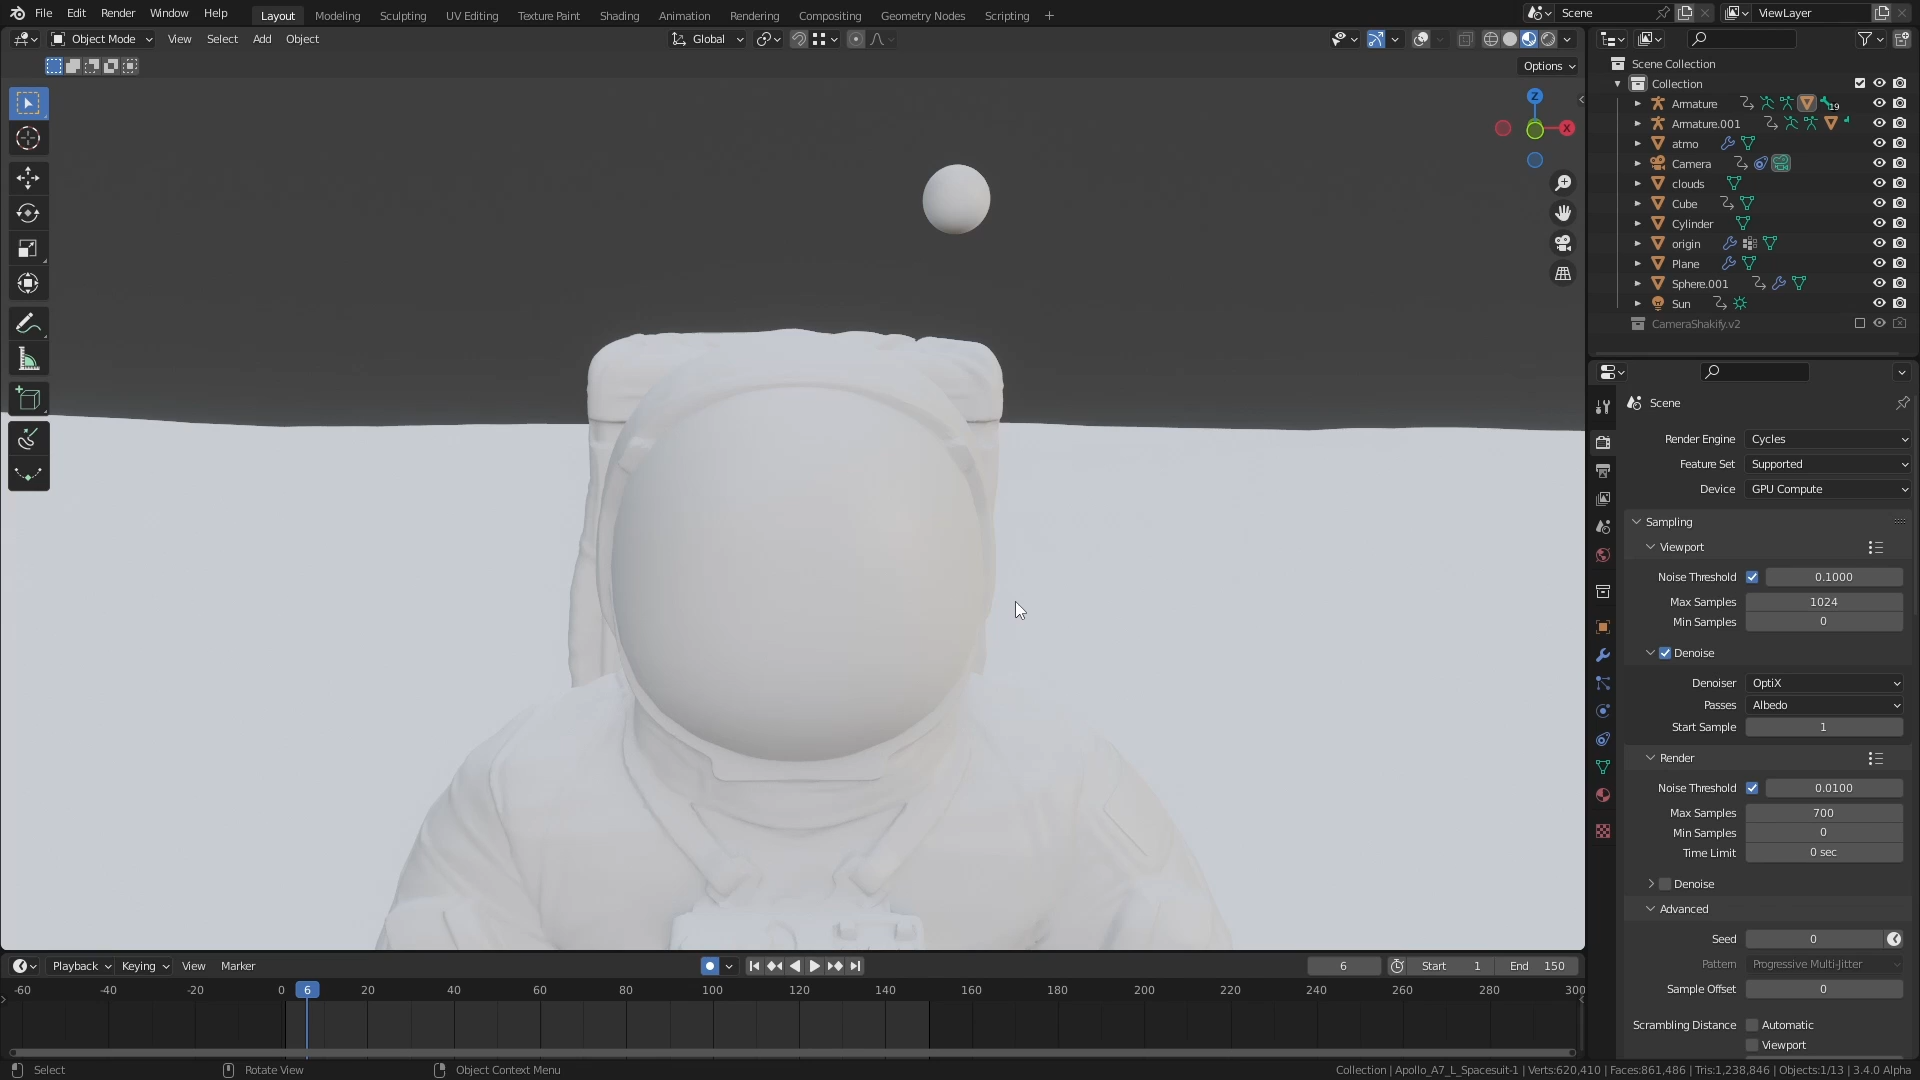 File Edit Render Window Help Layout Modeling Sculpting UV Editing Texture Paint Shading Animation Rendering Compositing Geometry Nodes Scripting + Scene ViewLayer
Object Mode View Select Add Object Global
Options
Z
X
Scene Collection
Collection
Armature 19
Armature.001
atmo
Camera
clouds
Cube
Cylinder
origin
Plane
Sphere.001
Sun
CameraShakify.v2
Scene
Render Engine Cycles
Feature Set Supported
Device GPU Compute
Sampling
Viewport
Noise Threshold 0.1000
Max Samples 1024
Min Samples 0
Denoise
Denoiser OptiX
Passes Albedo
Start Sample 1
Render
Noise Threshold 0.0100
Max Samples 700
Min Samples 0
Time Limit 0 sec
Denoise
Advanced
Seed 0
Pattern Progressive Multi-Jitter
Sample Offset 0
Scrambling Distance Automatic
Viewport
Playback Keying View Marker 6 Start 1 End 150
-60 -40 -20 0 6 20 40 60 80 100 120 140 160 180 200 220 240 260 280 300
Select Rotate View Object Context Menu Collection | Apollo_A7_L_Spacesuit-1 | Verts:620,410 | Faces:861,486 | Tris:1,238,846 | Objects:1/13 | 3.4.0 Alpha